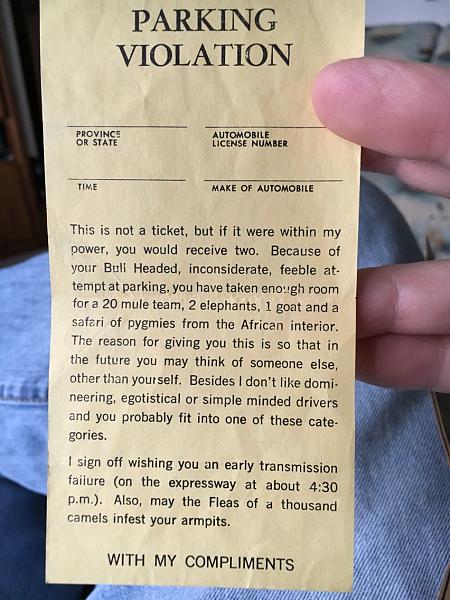 PARKING
VIOLATION
PROVINCE
OR STATE
AUTOMOBILE
LICENSE NUMBER
TIME
MAKE OF AUTOMOBILE
This is not a ticket, but if it were within my
power, you would receive two. Because of
your Bull Headed, inconsiderate, feeble at-
tempt at parking, you have taken enough room
for a 20 mule team, 2 elephants, 1 goat and a
safari of pygmies from the African interior.
The reason for giving you this is so that in
the future you may think of someone else,
other than yourself. Besides I don't like domi-
neering, egotistical or simple minded drivers
and you probably fit into one of these cate-
gories.
I sign off wishing you an early transmission
failure (on the expressway at about 4:30
p.m.). Also, may the Fleas of a thousand
camels infest your armpits.
WITH MY COMPLIMENTS